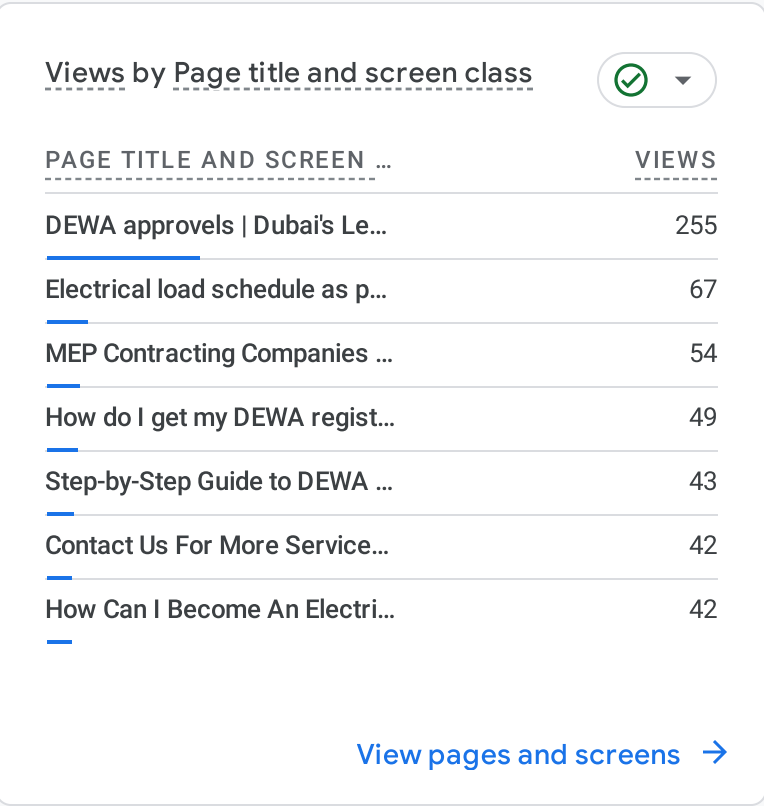 Views by Page title and screen class
PAGE TITLE AND SCREEN … VIEWS
DEWA approvels | Dubai's Le… 255
Electrical load schedule as p… 67
MEP Contracting Companies … 54
How do I get my DEWA regist… 49
Step-by-Step Guide to DEWA … 43
Contact Us For More Service… 42
How Can I Become An Electri… 42
View pages and screens